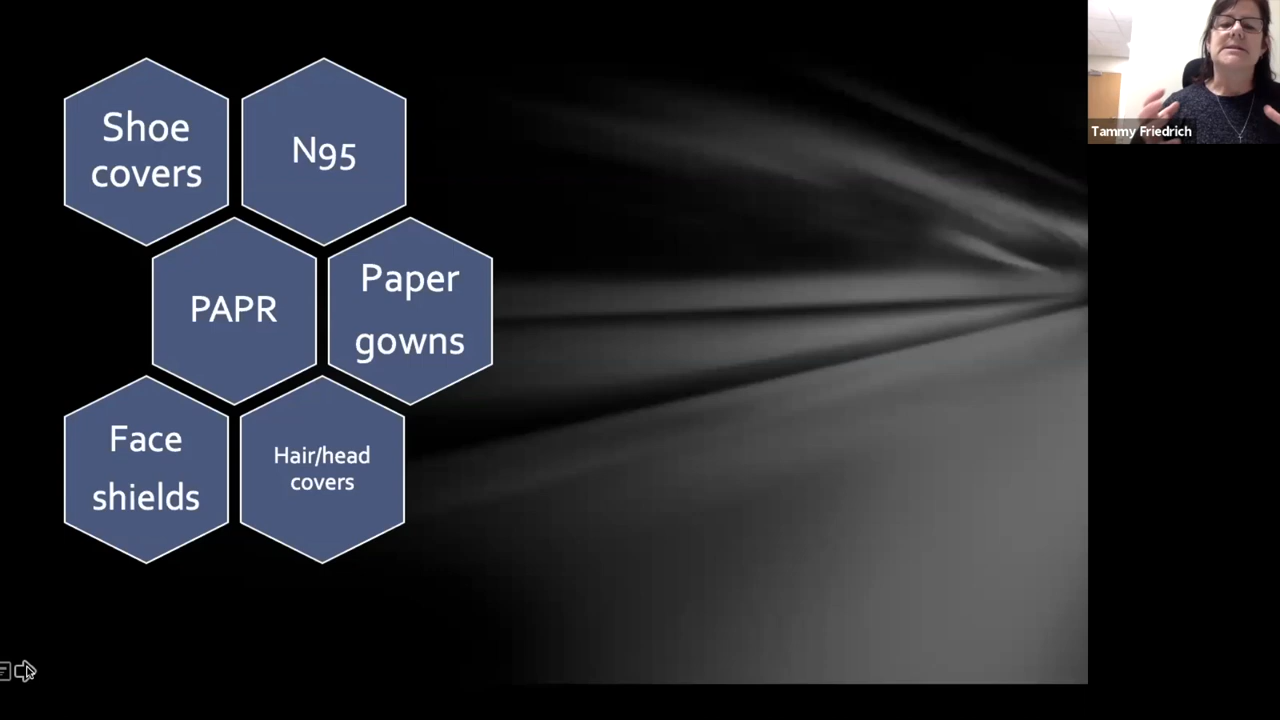 Shoe
covers
N95
PAPR
Paper
gowns
Face
shields
Hair/head
covers
Tammy Friedrich